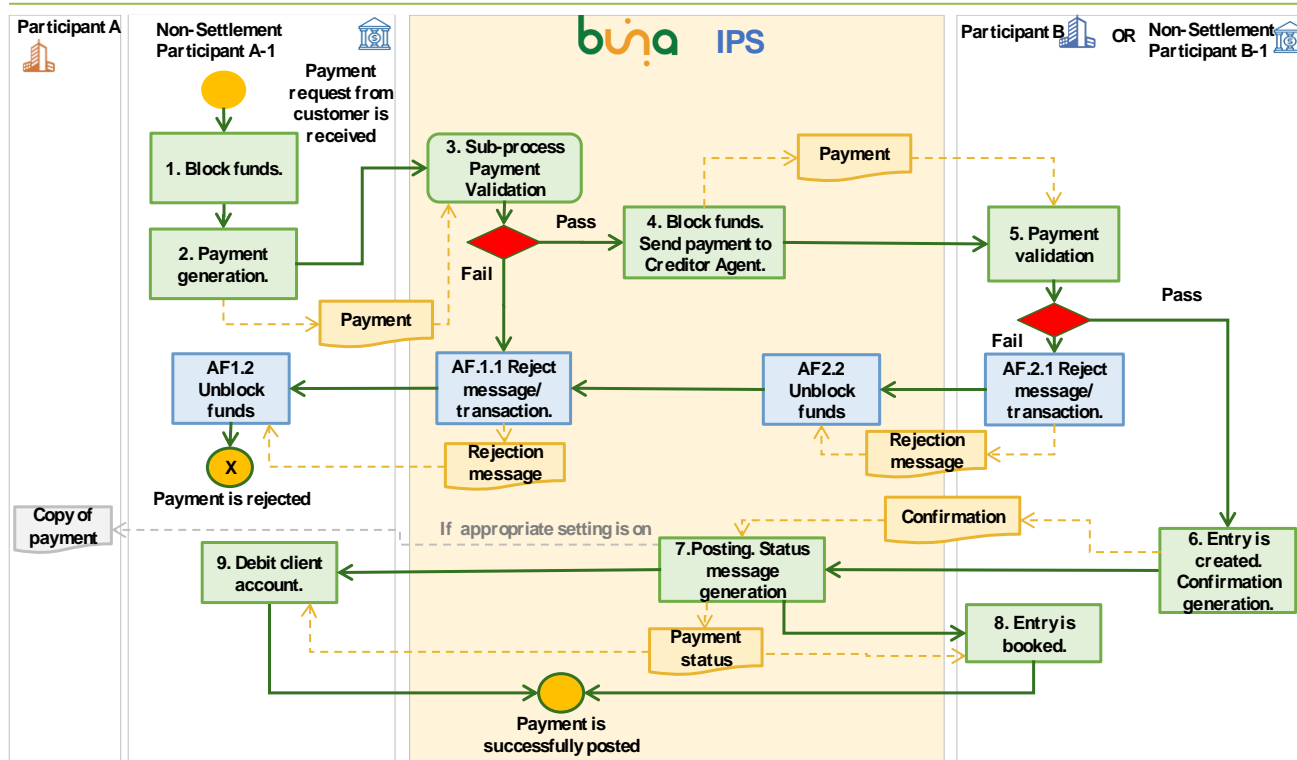 Participant A
Non-Settlement
Participant A-1
Payment
request from
customer is
received
buna IPS
Participant B OR Non-Settlement
Participant B-1
1. Block funds.
2. Payment
generation.
Payment
3. Sub-process
Payment
Validation
Pass
Fail
4. Block funds.
Send payment to
Creditor Agent.
Payment
5. Payment
validation
Pass
Fail
AF1.2
Unblock
funds
AF.1.1 Reject
message/
transaction.
AF2.2
Unblock
funds
AF.2.1 Reject
message/
transaction.
Rejection
message
Rejection
message
X
Payment is rejected
Copy of
payment
If appropriate setting is on
Confirmation
6. Entry is
created.
Confirmation
generation.
7.Posting. Status
message
generation
9. Debit client
account.
Payment
status
8. Entry is
booked.
Payment is
successfully posted